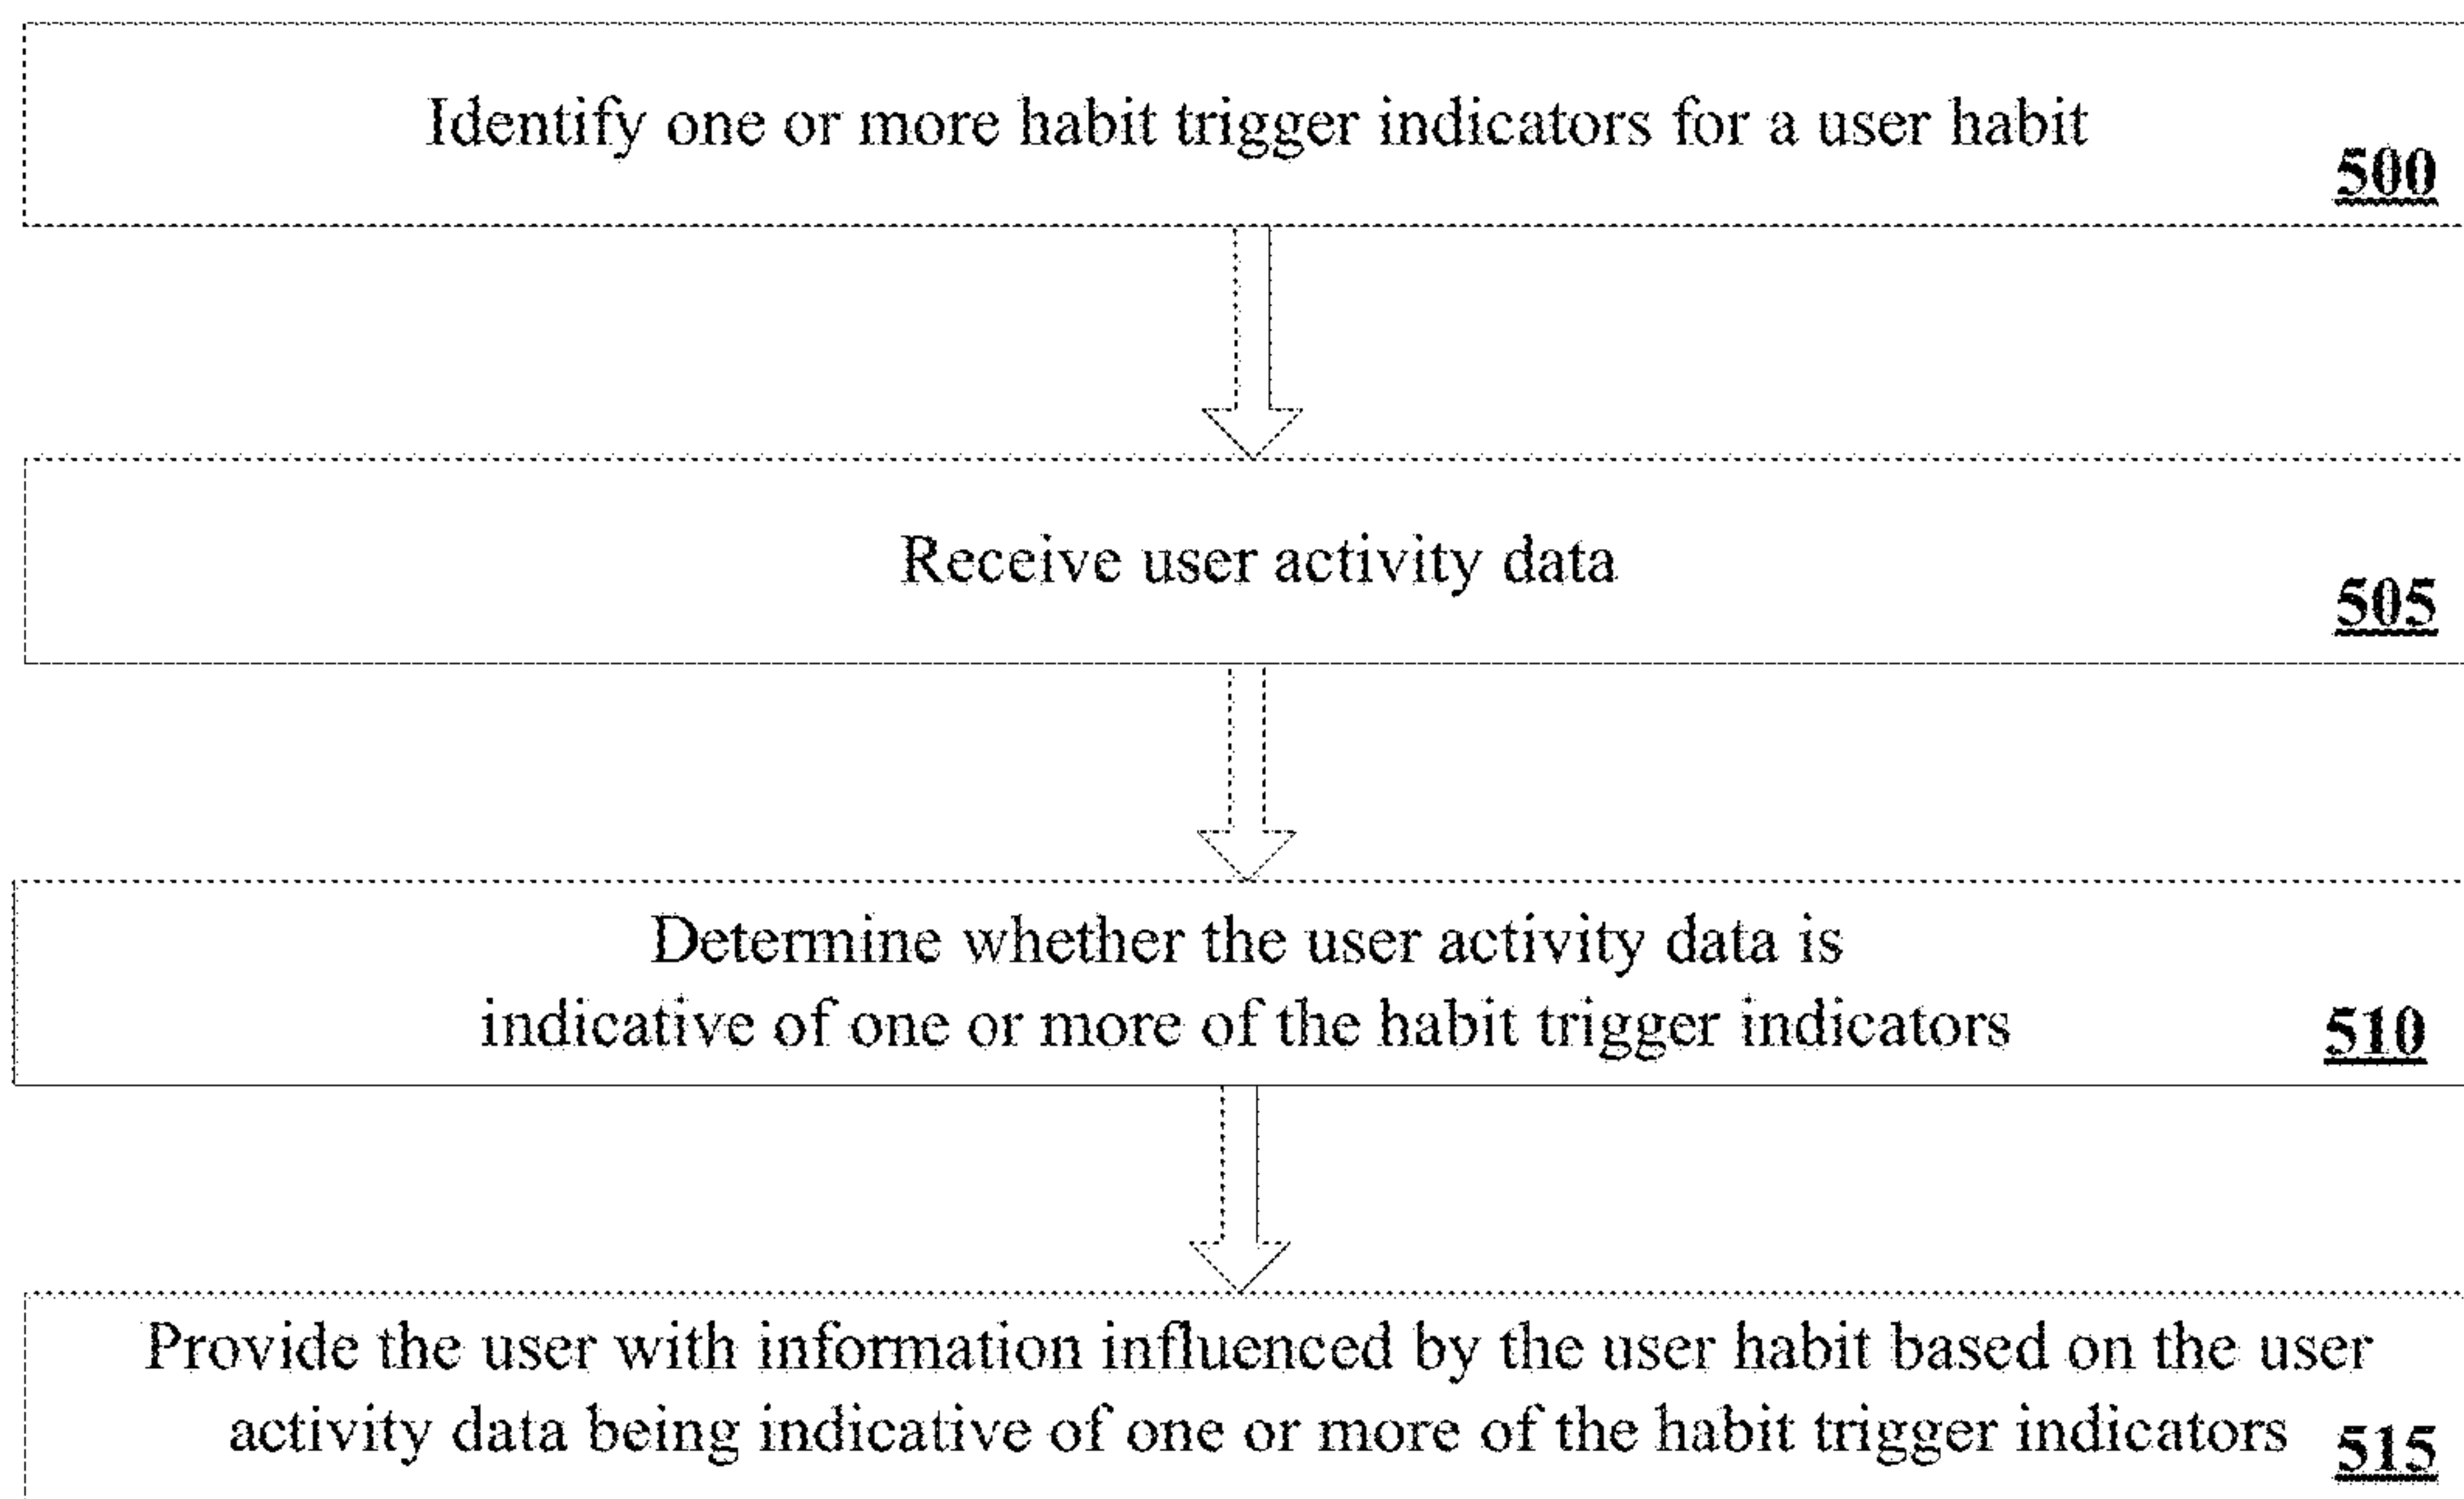 Identify one or more habit trigger indicators for a user habit
500
Receive user activity data
505
Determine whether the user activity data is
indicative of one or more of the habit trigger indicators
510
Provide the user with information influenced by the user habit based on the user
activity data being indicative of one or more of the habit trigger indicators
515